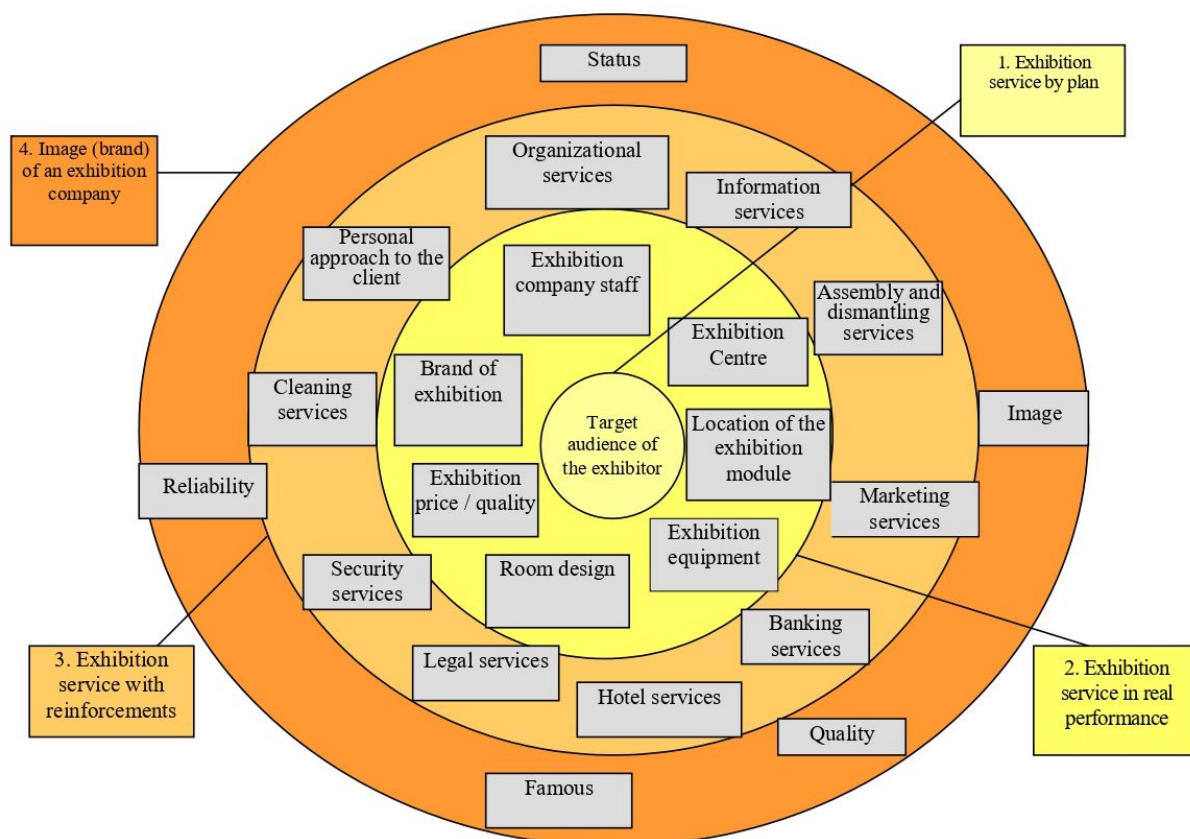 Status
1. Exhibition
service by plan
4. Image (brand)
of an exhibition
company
Organizational
services
Information
services
Personal
approach to the
client
Exhibition
company staff
Assembly and
dismantling
services
Exhibition
Centre
Brand of
exhibition
Cleaning
services
Target
audience of
the exhibitor
Location of the
exhibition
module
Image
Reliability
Exhibition
price / quality
Marketing
services
Exhibition
equipment
Security
services
Room design
Banking
services
Legal services
3. Exhibition
service with
reinforcements
2. Exhibition
service in real
performance
Hotel services
Quality
Famous